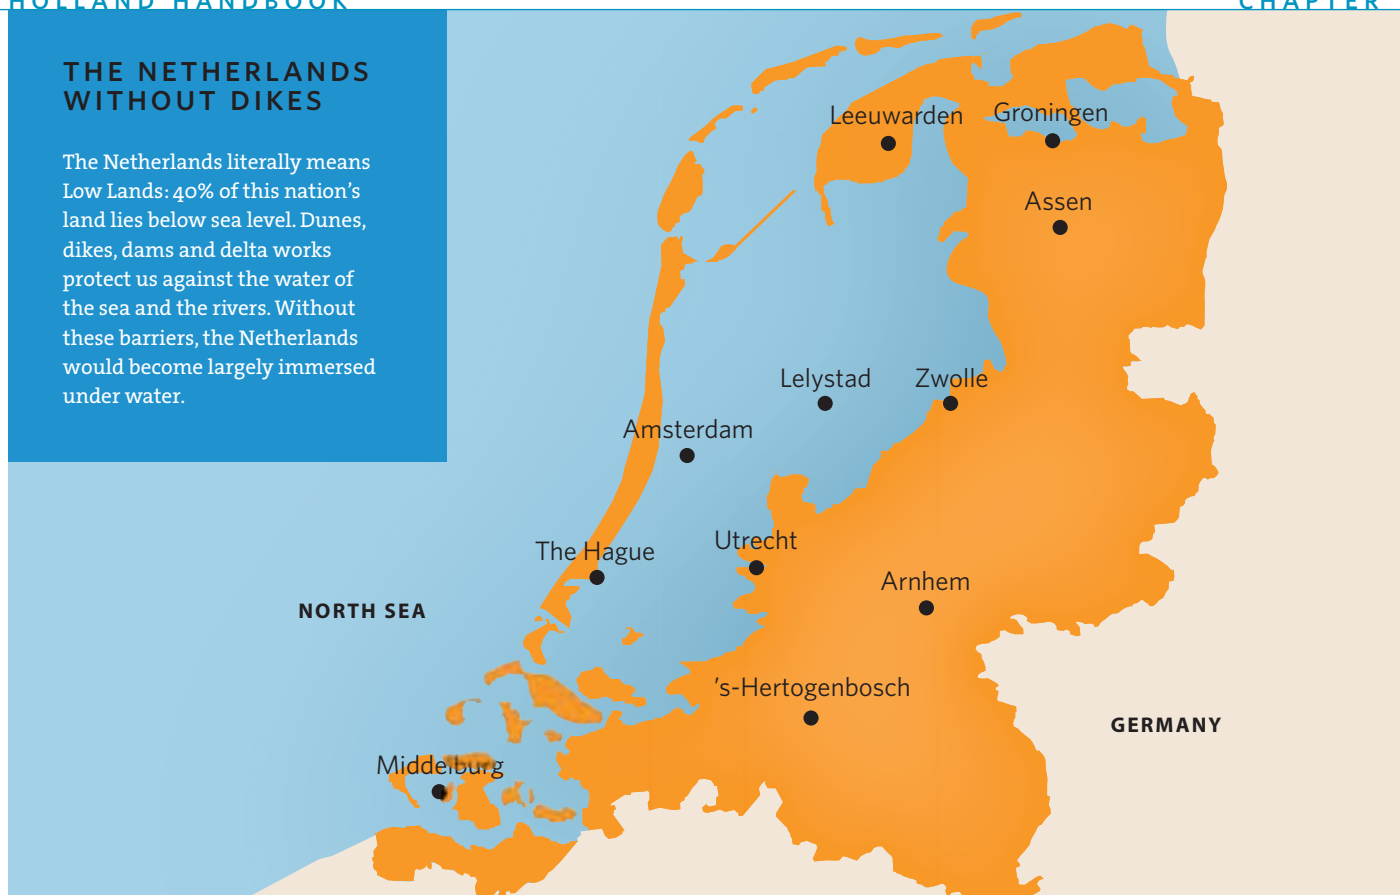 HOLLAND HANDBOOK
CHAPTER
THE NETHERLANDS
WITHOUT DIKES
The Netherlands literally means
Low Lands: 40% of this nation's
land lies below sea level. Dunes,
dikes, dams and delta works
protect us against the water of
the sea and the rivers. Without
these barriers, the Netherlands
would become largely immersed
under water.
Leeuwarden
Groningen
Assen
Lelystad
Zwolle
Amsterdam
Utrecht
The Hague
Arnhem
NORTH SEA
's-Hertogenbosch
GERMANY
Middelburg